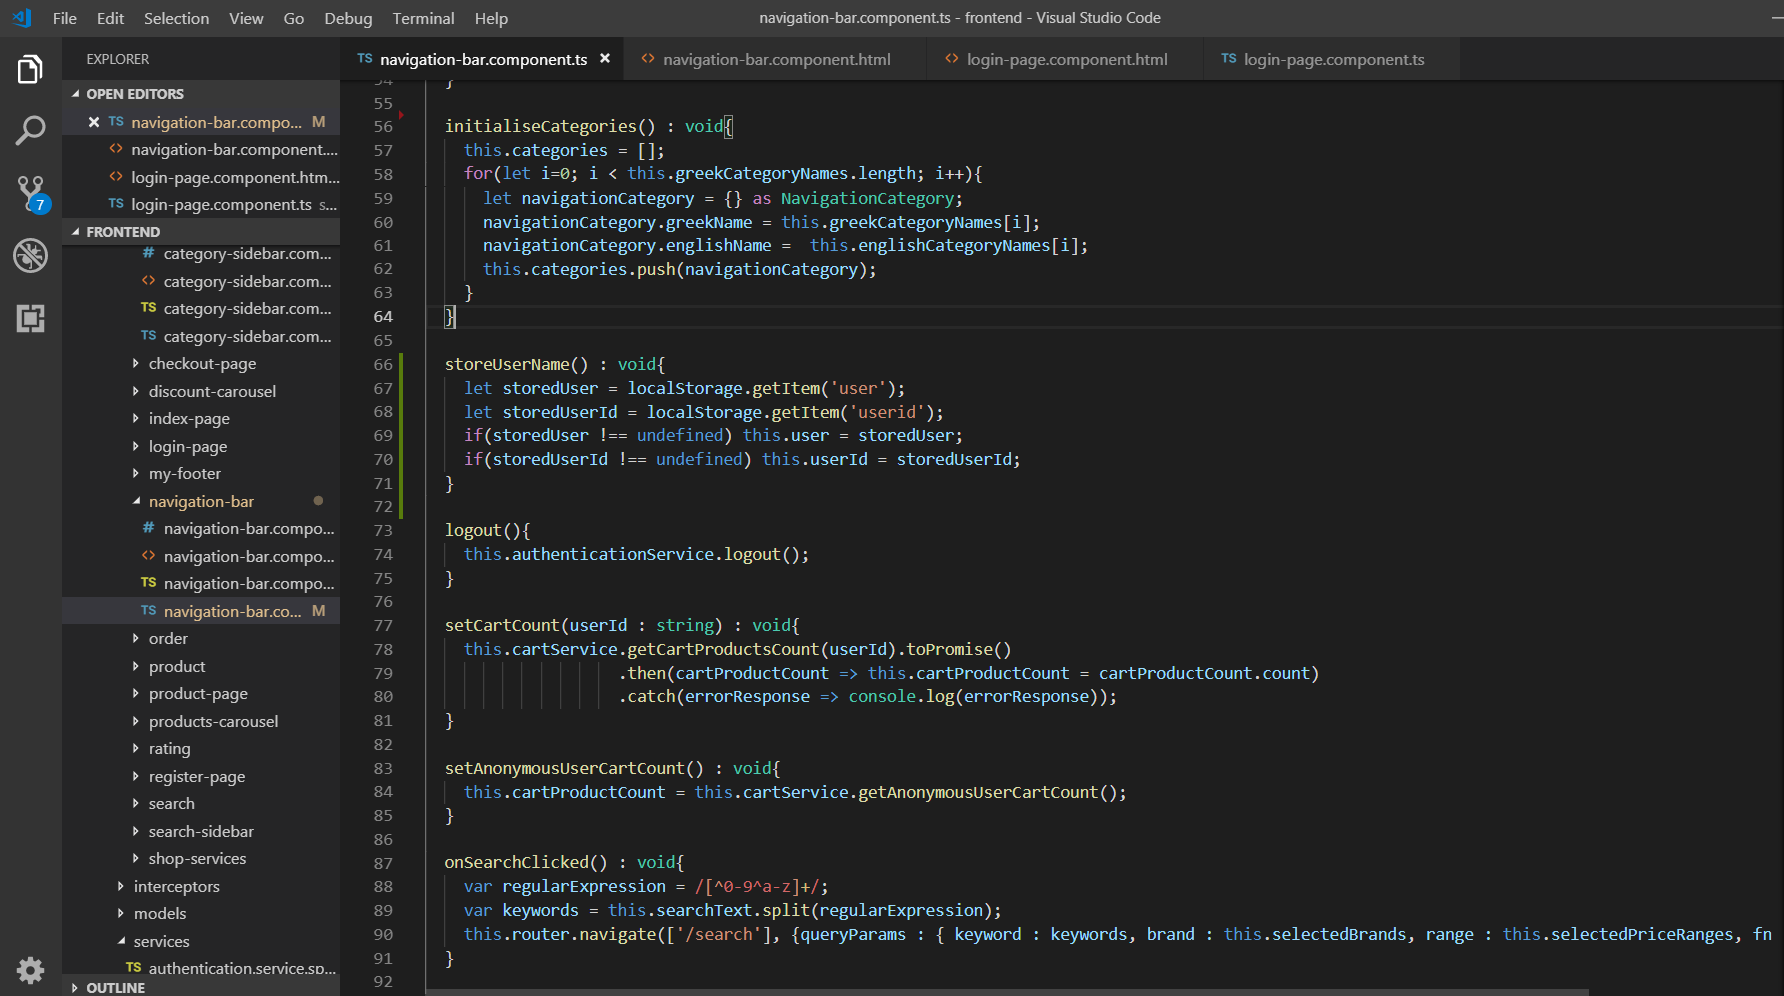 File Edit Selection View Go Debug Terminal Help
navigation-bar.component.ts - frontend - Visual Studio Code
EXPLORER
OPEN EDITORS
TS navigation-bar.compo... M
<> navigation-bar.component....
<> login-page.component.htm...
TS login-page.component.ts s...
7
FRONTEND
# category-sidebar.com...
<> category-sidebar.com...
TS category-sidebar.com...
TS category-sidebar.com...
checkout-page
discount-carousel
index-page
login-page
my-footer
navigation-bar
# navigation-bar.compo...
<> navigation-bar.compo...
TS navigation-bar.compo...
TS navigation-bar.co... M
order
product
product-page
products-carousel
rating
register-page
search
search-sidebar
shop-services
interceptors
models
services
TS authentication.service.sp...
OUTLINE
TS navigation-bar.component.ts
<> navigation-bar.component.html
<> login-page.component.html
TS login-page.component.ts
54 }
55
56 initialiseCategories() : void{
57 this.categories = [];
58 for(let i=0; i < this.greekCategoryNames.length; i++){
59 let navigationCategory = {} as NavigationCategory;
60 navigationCategory.greekName = this.greekCategoryNames[i];
61 navigationCategory.englishName =  this.englishCategoryNames[i];
62 this.categories.push(navigationCategory);
63 }
64 }
65
66 storeUserName() : void{
67 let storedUser = localStorage.getItem('user');
68 let storedUserId = localStorage.getItem('userid');
69 if(storedUser !== undefined) this.user = storedUser;
70 if(storedUserId !== undefined) this.userId = storedUserId;
71 }
72
73 logout(){
74 this.authenticationService.logout();
75 }
76
77 setCartCount(userId : string) : void{
78 this.cartService.getCartProductsCount(userId).toPromise()
79 .then(cartProductCount => this.cartProductCount = cartProductCount.count)
80 .catch(errorResponse => console.log(errorResponse));
81 }
82
83 setAnonymousUserCartCount() : void{
84 this.cartProductCount = this.cartService.getAnonymousUserCartCount();
85 }
86
87 onSearchClicked() : void{
88 var regularExpression = /[^0-9^a-z]+/;
89 var keywords = this.searchText.split(regularExpression);
90 this.router.navigate(['/search'], {queryParams : { keyword : keywords, brand : this.selectedBrands, range : this.selectedPriceRanges, fn
91 }
92